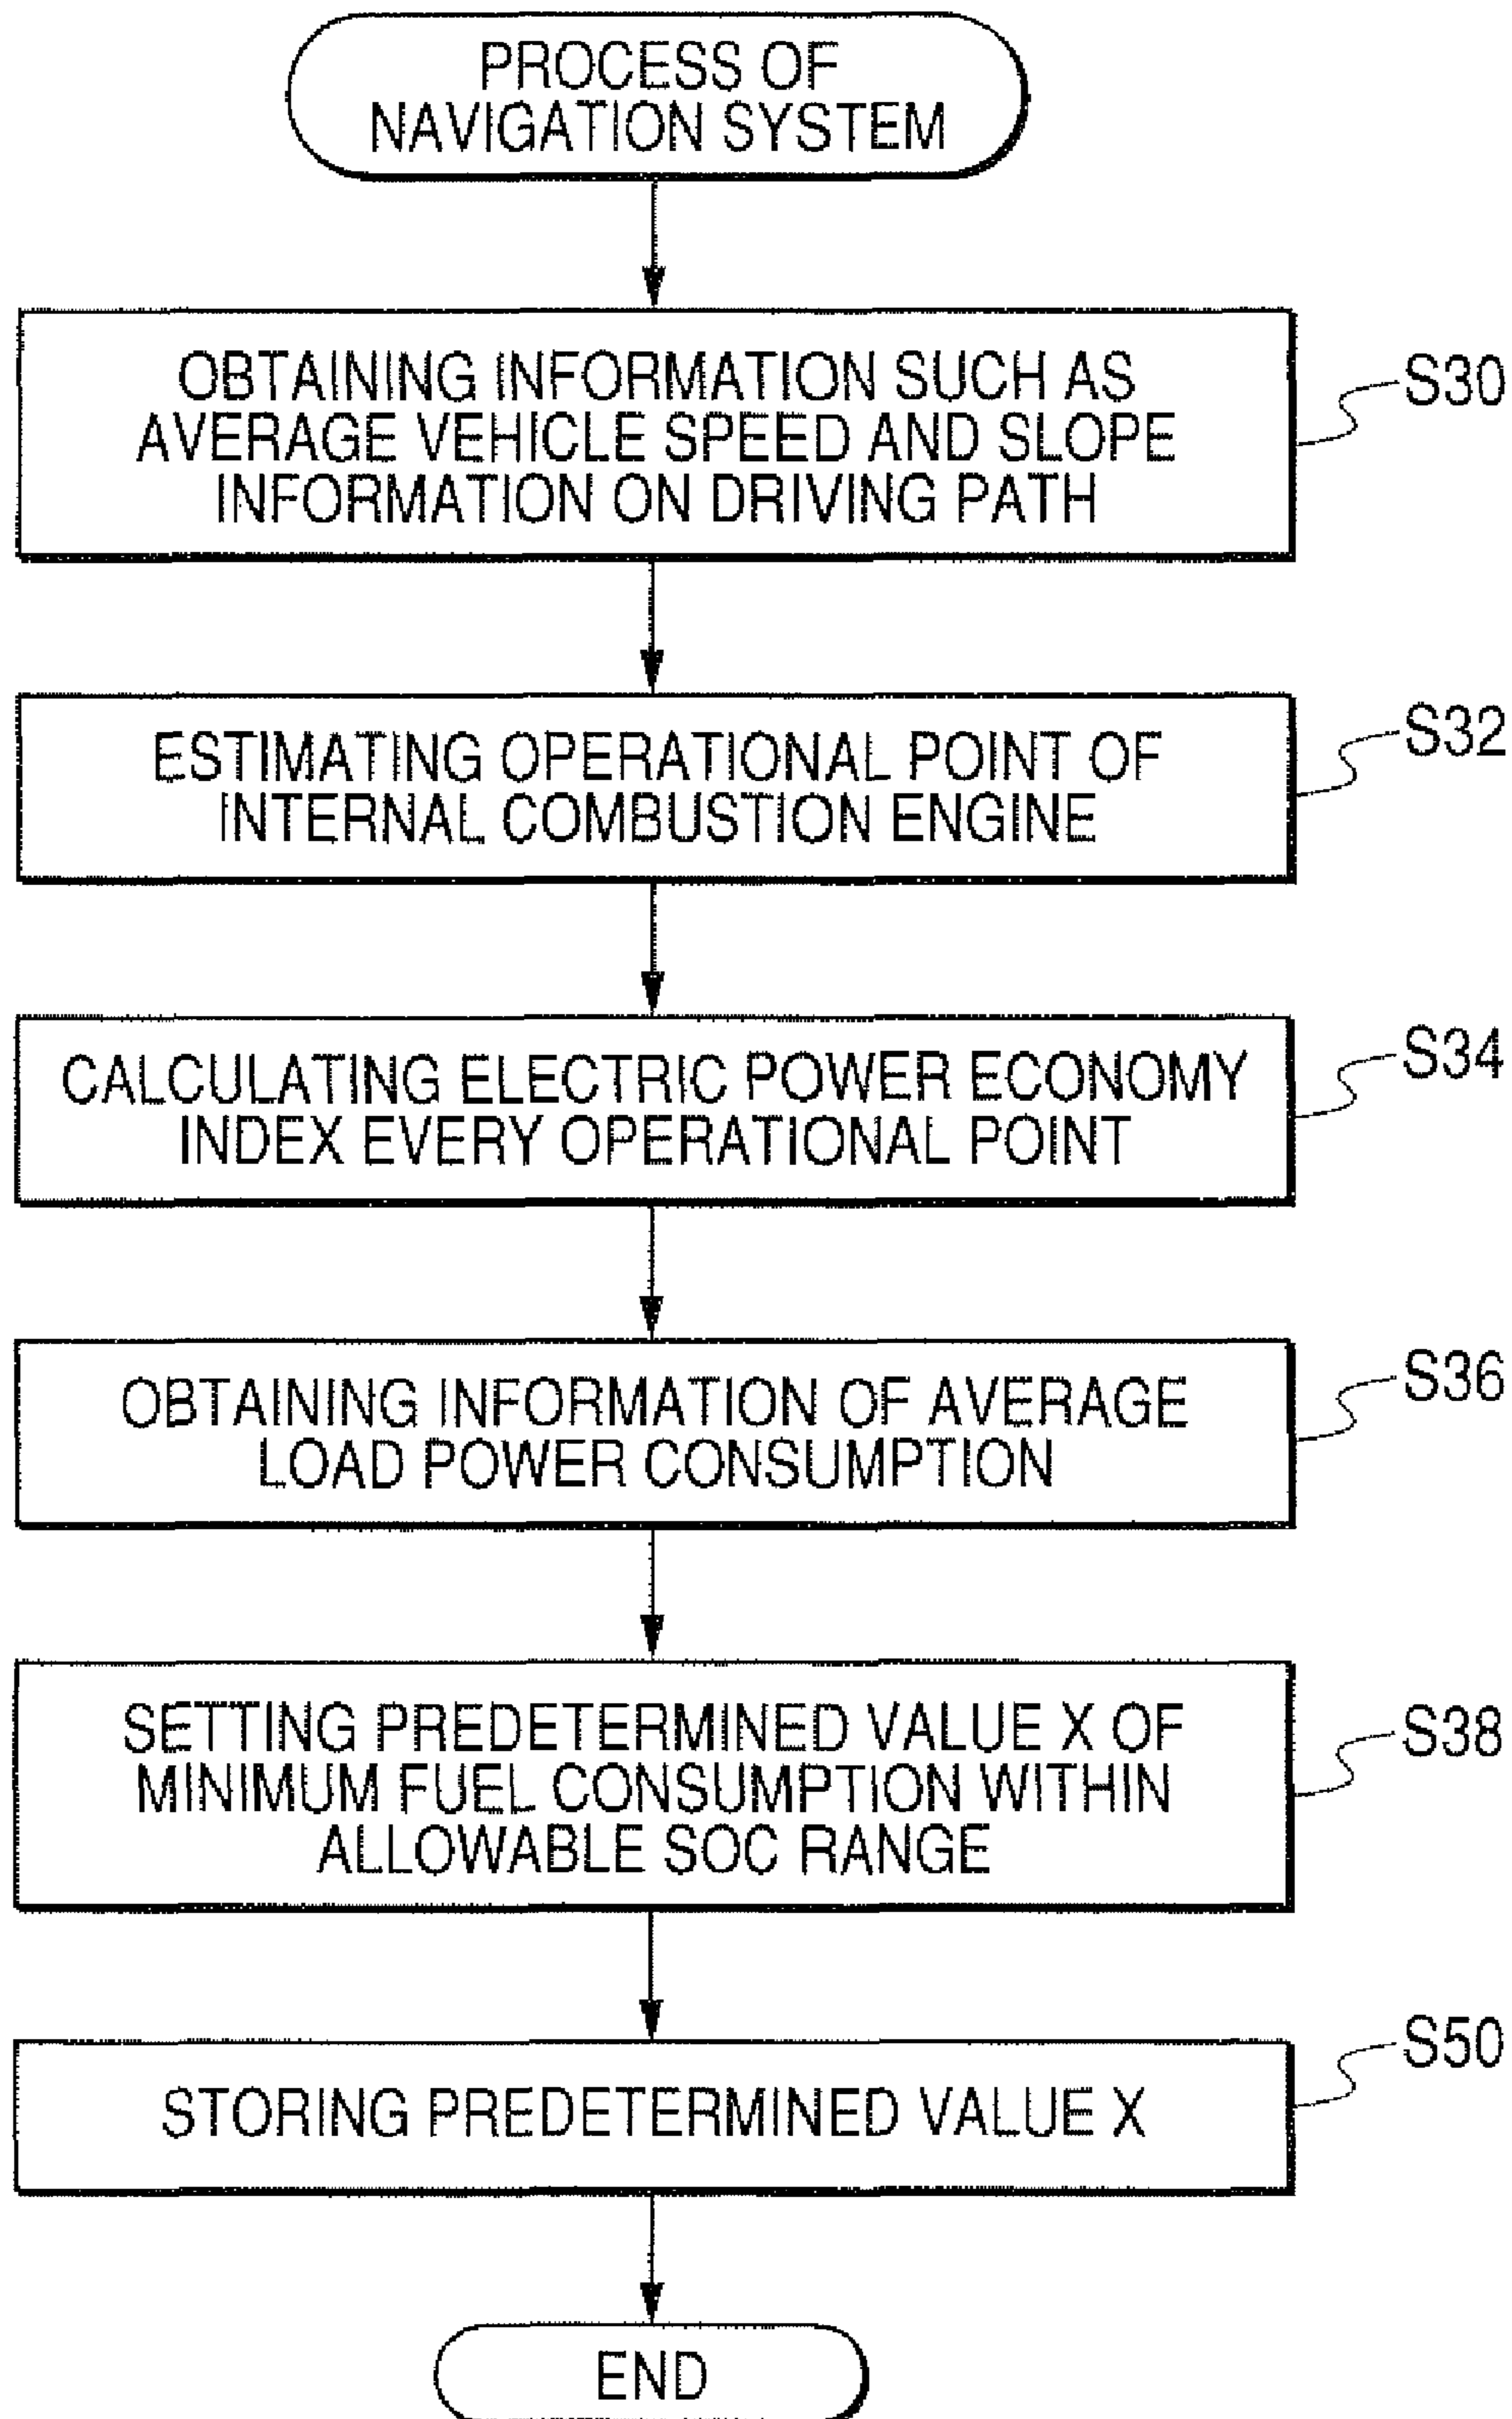 PROCESS OF
NAVIGATION SYSTEM
OBTAINING INFORMATION SUCH AS
AVERAGE VEHICLE SPEED AND SLOPE
INFORMATION ON DRIVING PATH
S30
ESTIMATING OPERATIONAL POINT OF
INTERNAL COMBUSTION ENGINE
S32
CALCULATING ELECTRIC POWER ECONOMY
INDEX EVERY OPERATIONAL POINT
S34
OBTAINING INFORMATION OF AVERAGE
LOAD POWER CONSUMPTION
S36
SETTING PREDETERMINED VALUE X OF
MINIMUM FUEL CONSUMPTION WITHIN
ALLOWABLE SOC RANGE
S38
STORING PREDETERMINED VALUE X
S50
END